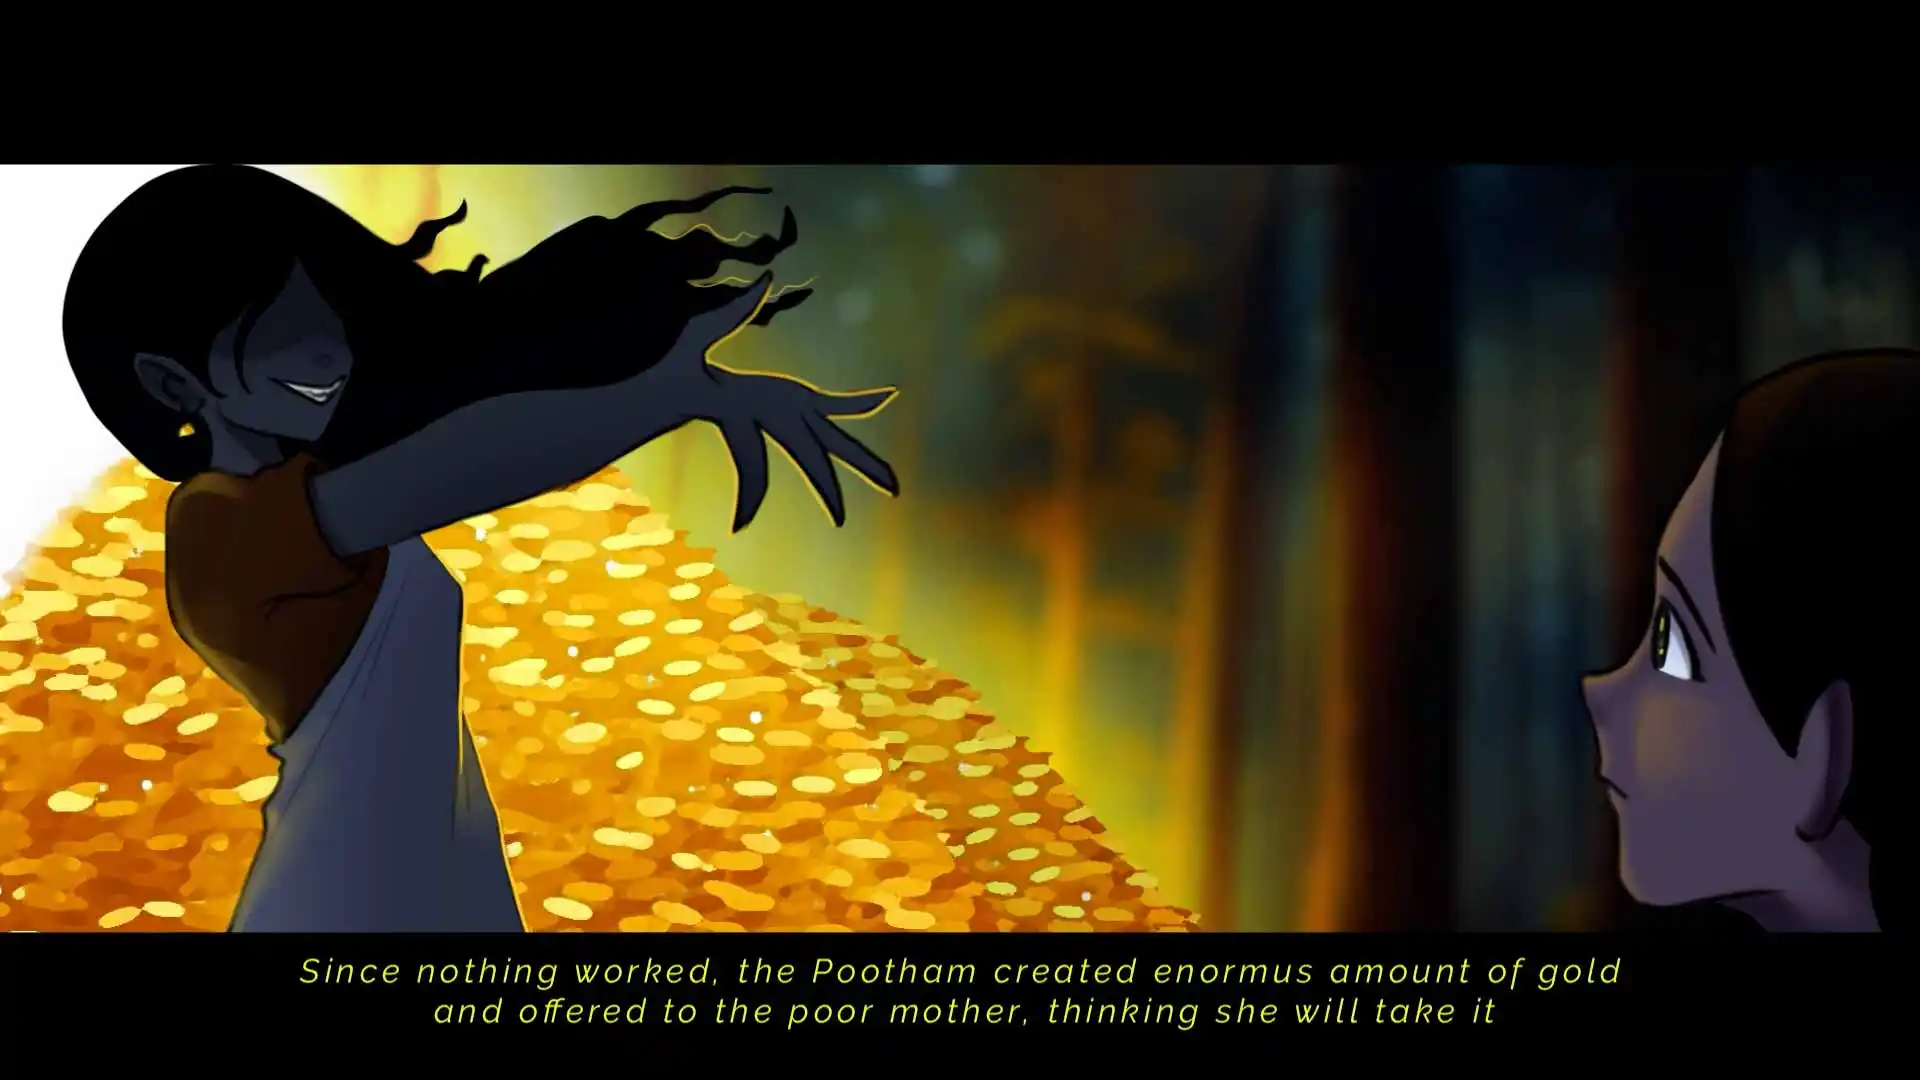 Since nothing worked, the Pootham created enormus amount of gold
and offered to the poor mother, thinking she will take it